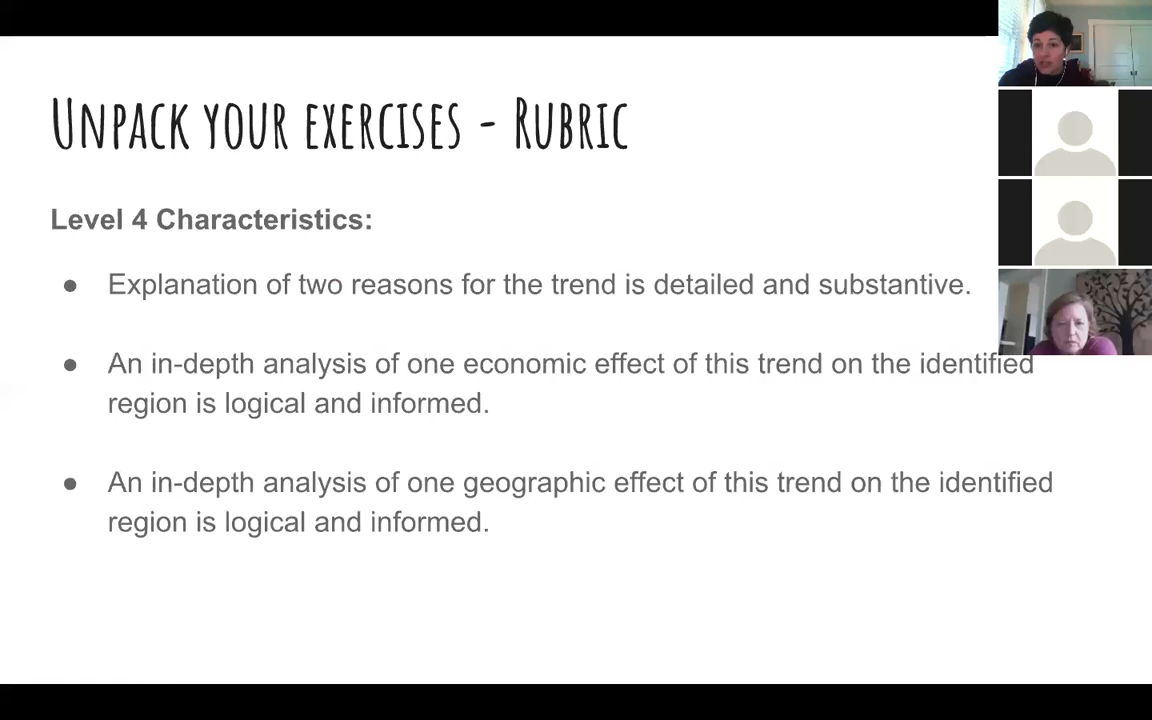 Unpack your exercises - Rubric
Level 4 Characteristics:
● Explanation of two reasons for the trend is detailed and substantive.
● An in-depth analysis of one economic effect of this trend on the identified
region is logical and informed.
● An in-depth analysis of one geographic effect of this trend on the identified
region is logical and informed.